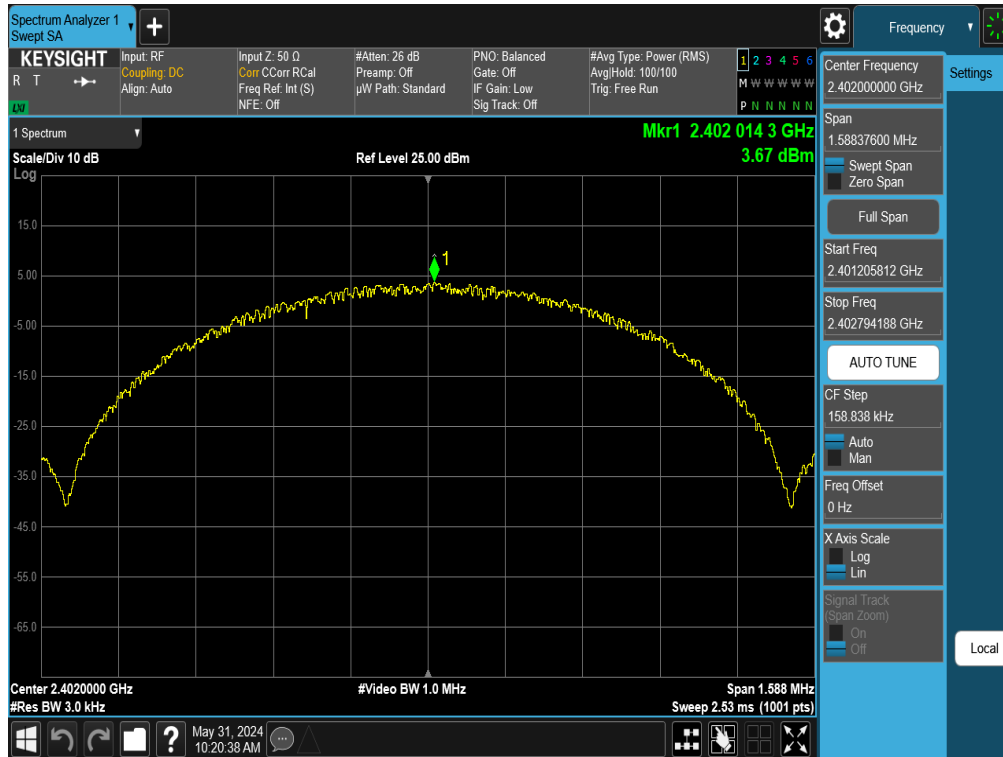 Spectrum Analyzer 1
Swept SA
Frequency
KEYSIGHT
R T
LXI
Input: RF
Coupling: DC
Align: Auto
Input Z: 50 Ω
Corr CCorr RCal
Freq Ref: Int (S)
NFE: Off
#Atten: 26 dB
Preamp: Off
µW Path: Standard
PNO: Balanced
Gate: Off
IF Gain: Low
Sig Track: Off
#Avg Type: Power (RMS)
Avg|Hold: 100/100
Trig: Free Run
1 2 3 4 5 6
M W W W W W
P N N N N N
1 Spectrum
Scale/Div 10 dB
Log
Ref Level 25.00 dBm
Mkr1 2.402 014 3 GHz
3.67 dBm
1
15.0
5.00
-5.00
-15.0
-25.0
-35.0
-45.0
-55.0
-65.0
Center 2.4020000 GHz
#Video BW 1.0 MHz
Span 1.588 MHz
#Res BW 3.0 kHz
Sweep 2.53 ms (1001 pts)
May 31, 2024
10:20:38 AM
Center Frequency
2.402000000 GHz
Settings
Span
1.58837600 MHz
Swept Span
Zero Span
Full Span
Start Freq
2.401205812 GHz
Stop Freq
2.402794188 GHz
AUTO TUNE
CF Step
158.838 kHz
Auto
Man
Freq Offset
0 Hz
X Axis Scale
Log
Lin
Signal Track
(Span Zoom)
On
Off
Local